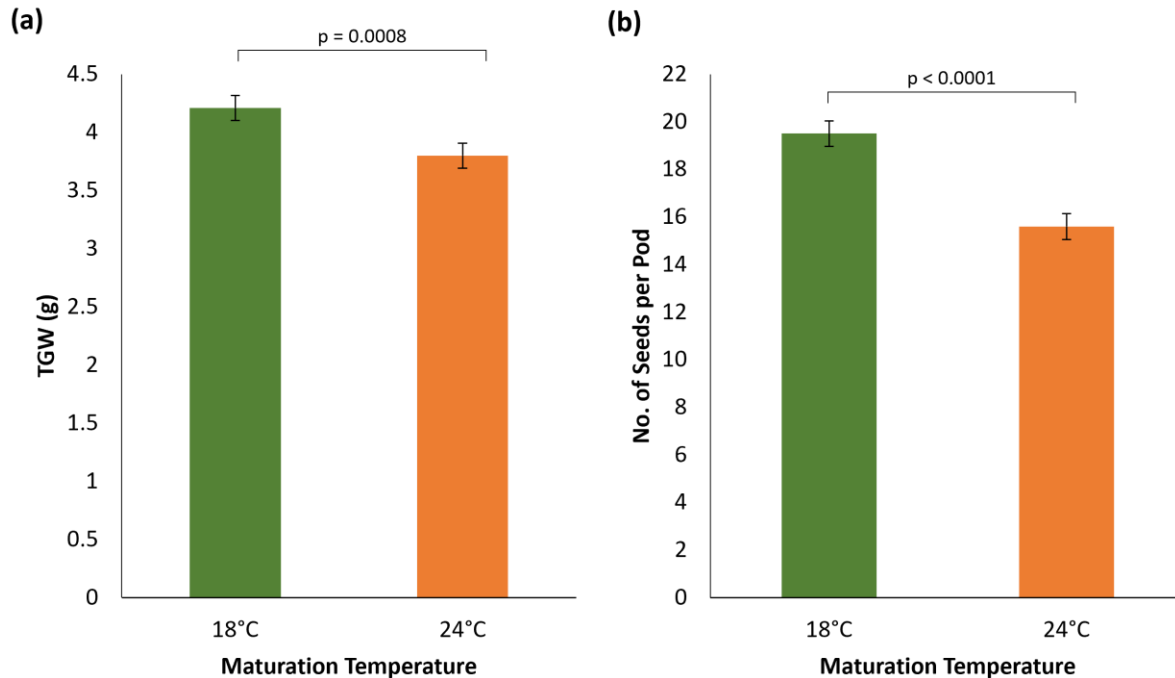 (a)
p = 0.0008
4.5
4
3.5
3
2.5
2
1.5
1
0.5
0
TGW (g)
18°C
24°C
Maturation Temperature
(b)
p < 0.0001
22
20
18
16
14
12
10
8
6
4
2
0
No. of Seeds per Pod
18°C
24°C
Maturation Temperature